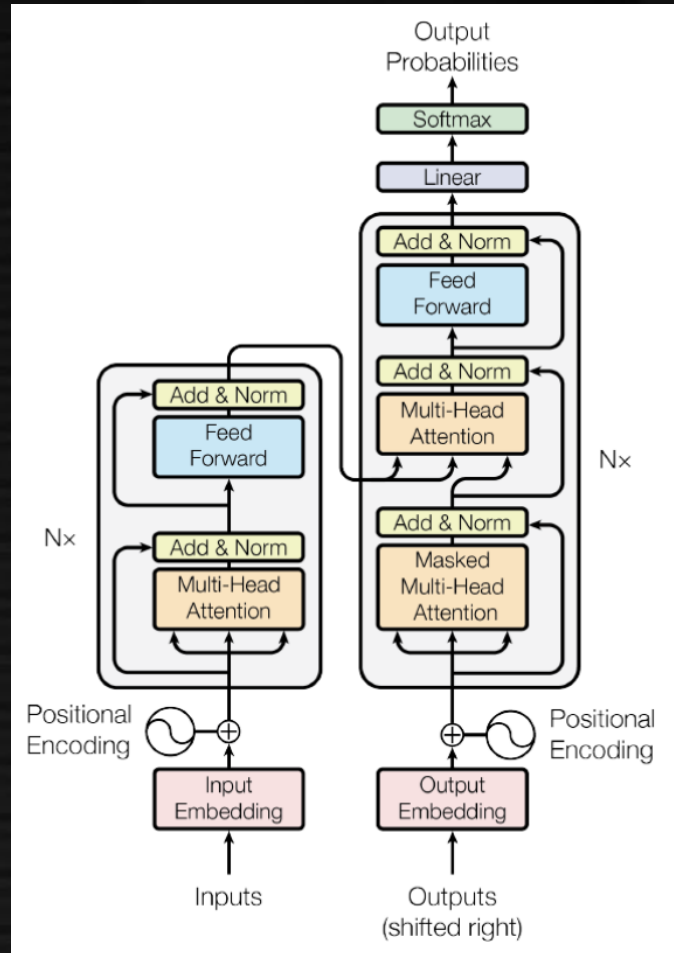 Output
Probabilities
Softmax
Linear
Add & Norm
Feed
Forward
Add & Norm
Multi-Head
Attention
Nx
Add & Norm
Masked
Multi-Head
Attention
Add & Norm
Feed
Forward
Nx
Add & Norm
Multi-Head
Attention
Positional
Encoding
Positional
Encoding
Input
Embedding
Output
Embedding
Inputs
Outputs
(shifted right)